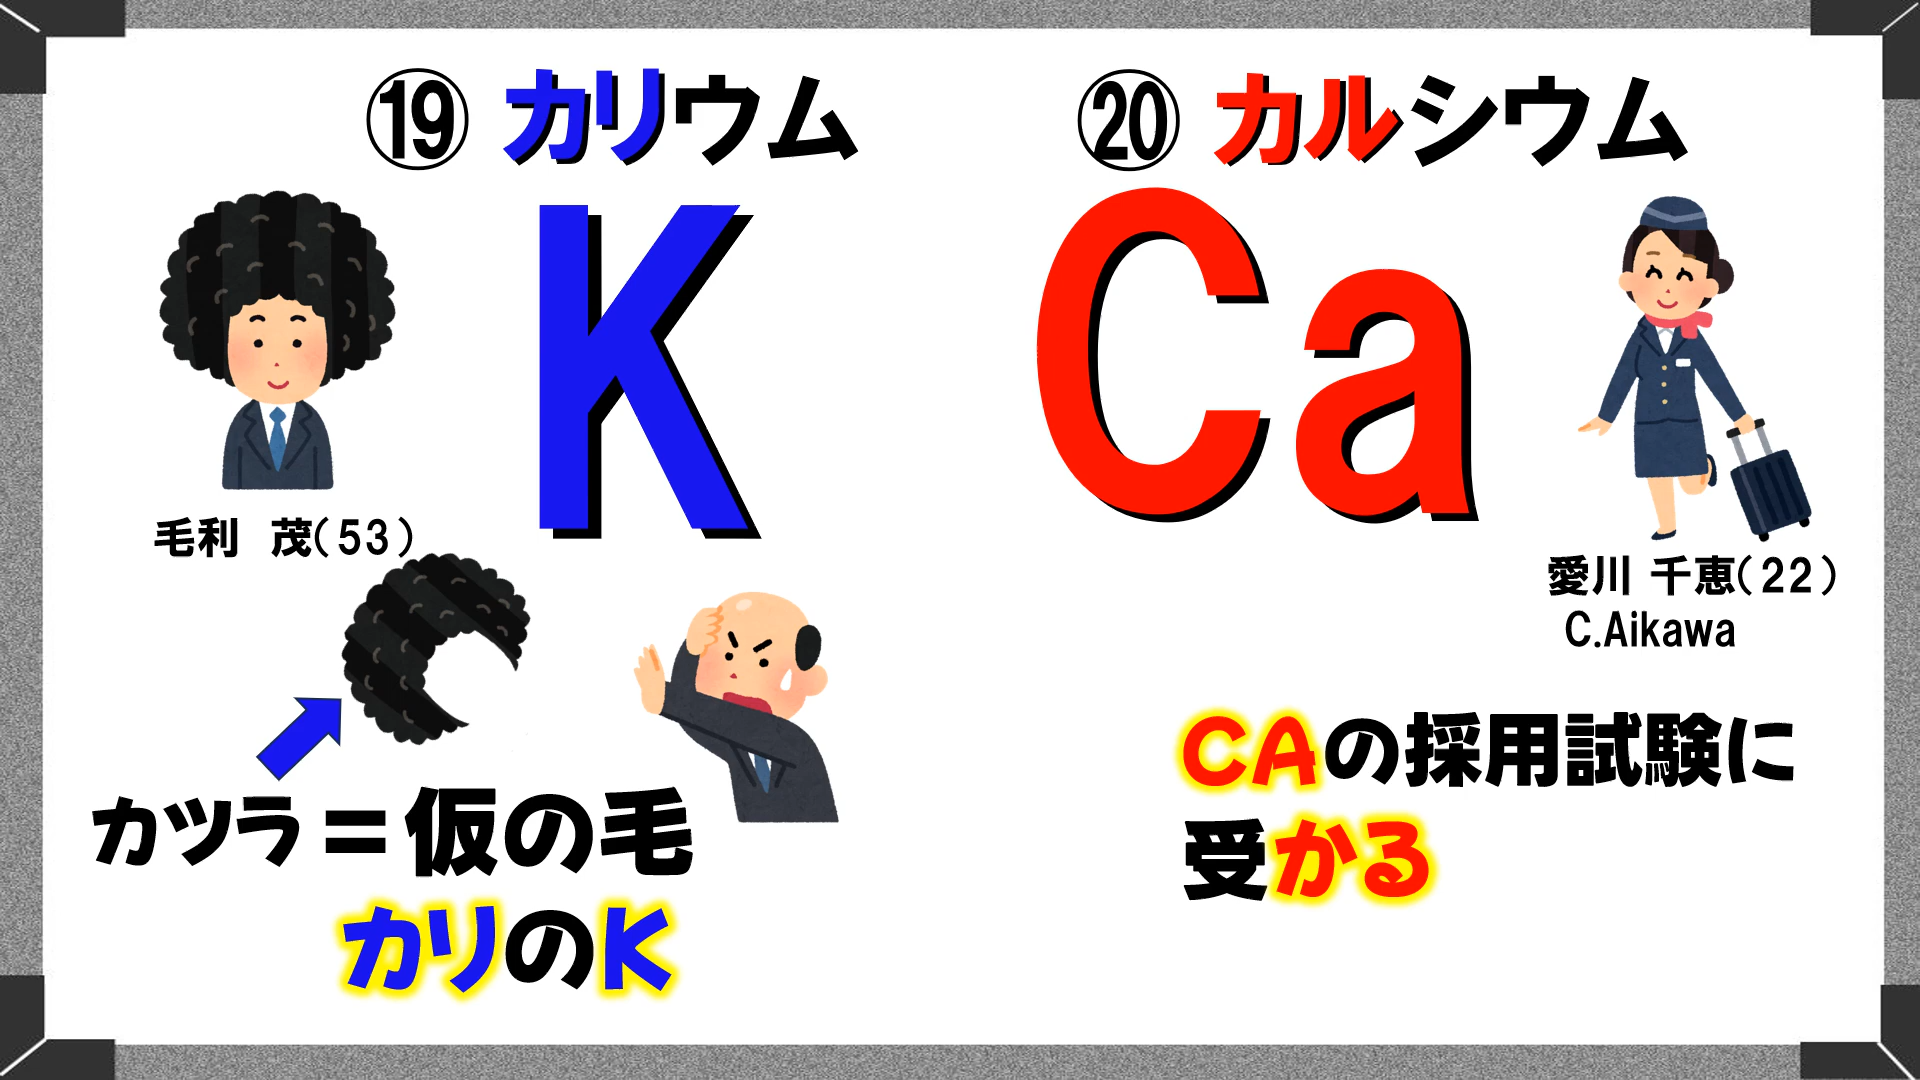 ⑲ カリウム
K
毛利　茂（53）
カツラ＝仮の毛
カリのK
⑳ カルシウム
Ca
愛川 千恵（22）
C.Aikawa
CAの採用試験に
受かる